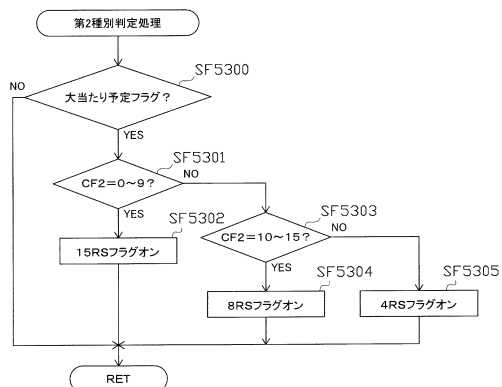 第2種別判定処理
SF5300
NO
大当たり予定フラグ?
YES
SF5301
CF2=0～9?
NO
YES
SF5302
15RSフラグオン
SF5303
CF2=10～15?
NO
YES
SF5304
8RSフラグオン
SF5305
4RSフラグオン
RET